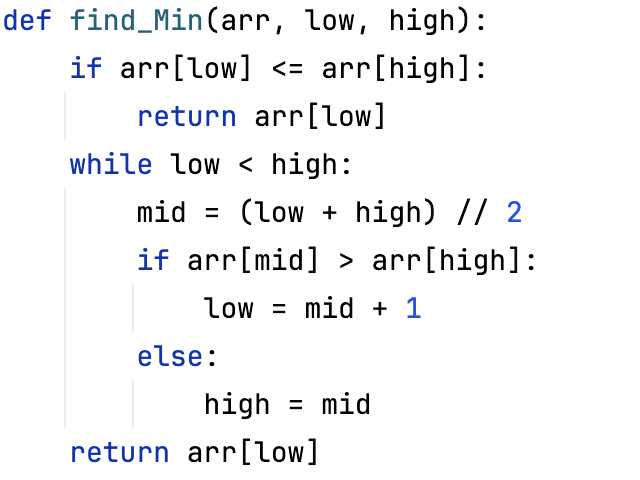 def find_Min(arr, low, high):
    if arr[low] <= arr[high]:
        return arr[low]
    while low < high:
        mid = (low + high) // 2
        if arr[mid] > arr[high]:
            low = mid + 1
        else:
            high = mid
    return arr[low]